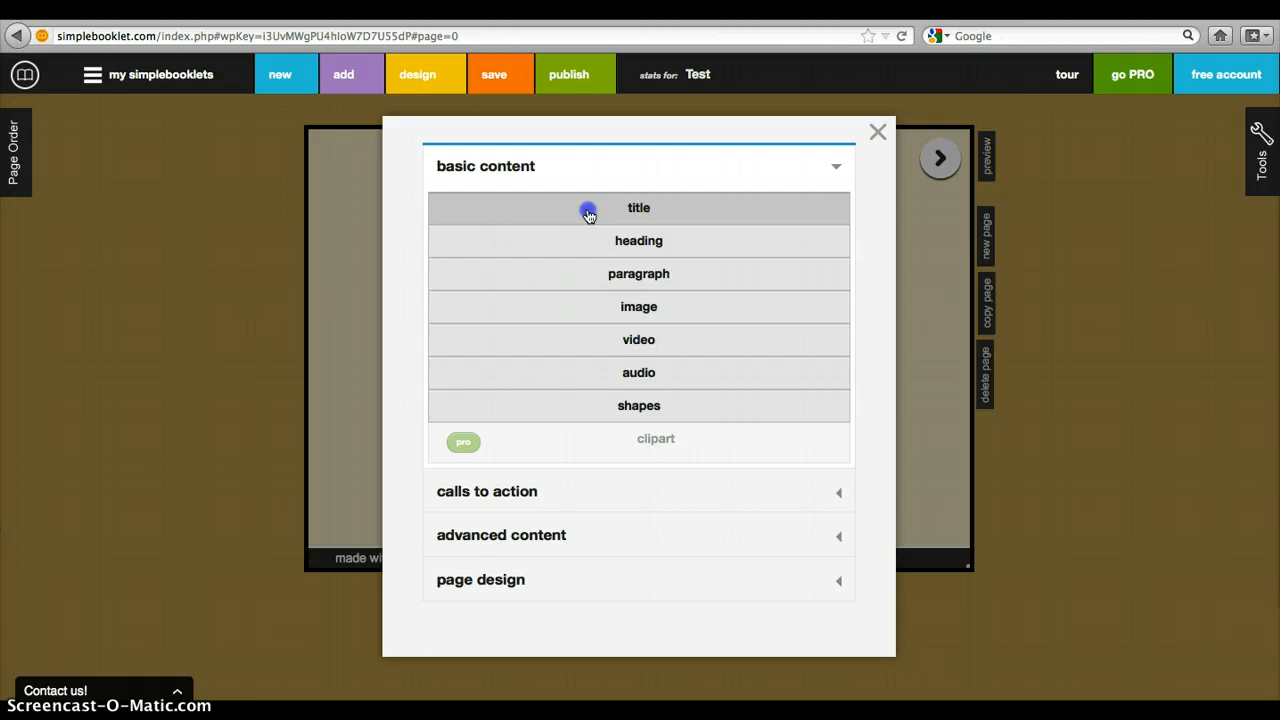 simplebooklet.com/index.php#wpKey=i3UvMWgPU4hIoW7D7U55dP#page=0
Google
my simplebooklets
new
add
design
save
publish
stats for: Test
tour
go PRO
free account
Page Order
Tools
basic content
title
heading
paragraph
image
video
audio
shapes
pro clipart
calls to action
advanced content
page design
preview
new page
copy page
delete page
made wi
Contact us!
Screencast-O-Matic.com